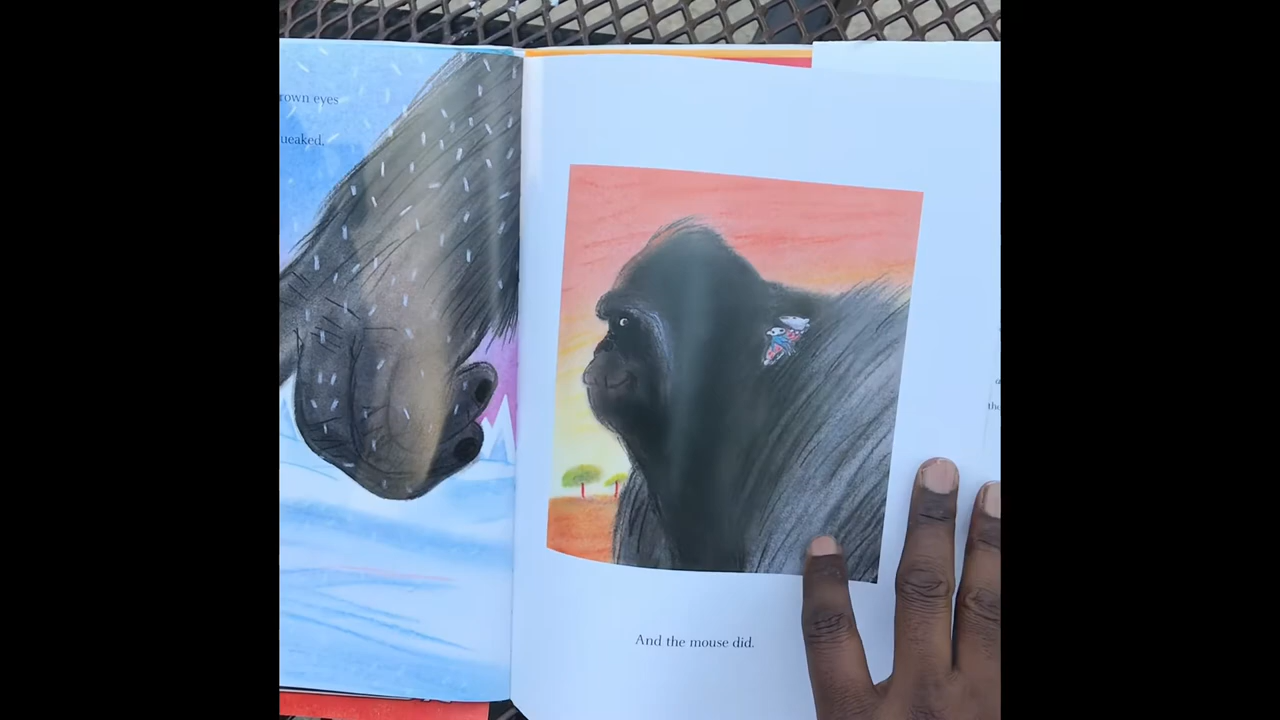 rown eyes
ueaked.
And the mouse did.